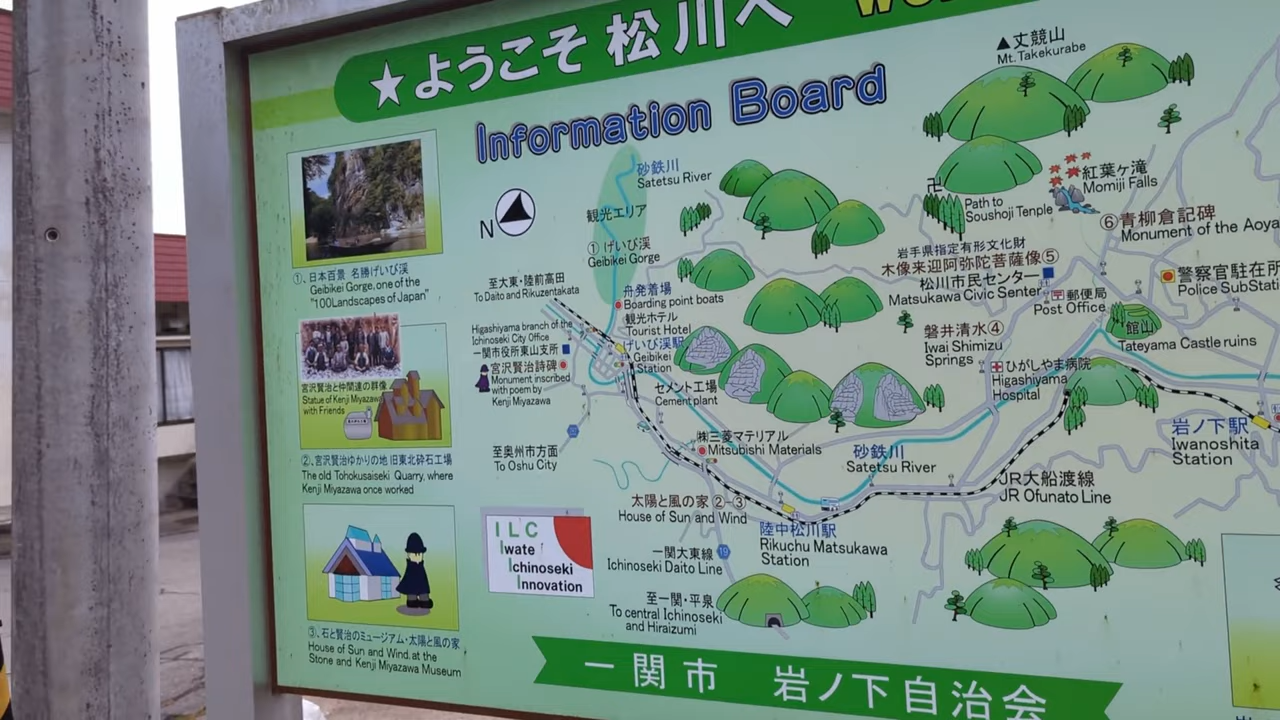 ★ようこそ 松川へ
Information Board
N
砂鉄川
Satetsu River
観光エリア
①げいび渓
Geibikei Gorge
至大東・陸前高田
To Daito and Rikuzentakata
舟発着場
Boarding point boats
観光ホテル
Tourist Hotel
げいび渓駅
Geibikei
Station
Higashiyama branch of the
Ichinoseki City Office
一関市役所東山支所
宮沢賢治詩碑
Monument inscribed
with poem by
Kenji Miyazawa
セメント工場
Cement plant
至奥州市方面
To Oshu City
㈱三菱マテリアル
Mitsubishi Materials
太陽と風の家 ②-③
House of Sun and Wind
陸中松川駅
Rikuchu Matsukawa
Station
一関大東線
19
Ichinoseki Daito Line
至一関・平泉
To central Ichinoseki
and Hiraizumi
▲丈競山
Mt. Takekurabe
卍
Path to
Soushoji Tenple
紅葉ヶ滝
Momiji Falls
⑥青柳倉記碑
Monument of the Aoya
岩手県指定有形文化財
木像来迎阿弥陀菩薩像⑤
松川市民センター
Matsukawa Civic Senter
〒郵便局
Post Office
警察官駐在所
Police SubStati
磐井清水④
Iwai Shimizu
Springs
館山
Tateyama Castle ruins
ひがしやま病院
Higashiyama
Hospital
岩ノ下駅
Iwanoshita
Station
砂鉄川
Satetsu River
JR大船渡線
JR Ofunato Line
①、日本百景 名勝げいび渓
Geibikei Gorge, one of the
"100Landscapes of Japan"
宮沢賢治と仲間達の群像
Statue of Kenji Miyazawa
with Friends
②、宮沢賢治ゆかりの地 旧東北砕石工場
The old Tohokusaiseki Quarry, where
Kenji Miyazawa once worked
③、石と賢治のミュージアム・太陽と風の家
House of Sun and Wind, at the
Stone and Kenji Miyazawa Museum
ILC
Iwate
Ichinoseki
Innovation
一関市 岩ノ下自治会